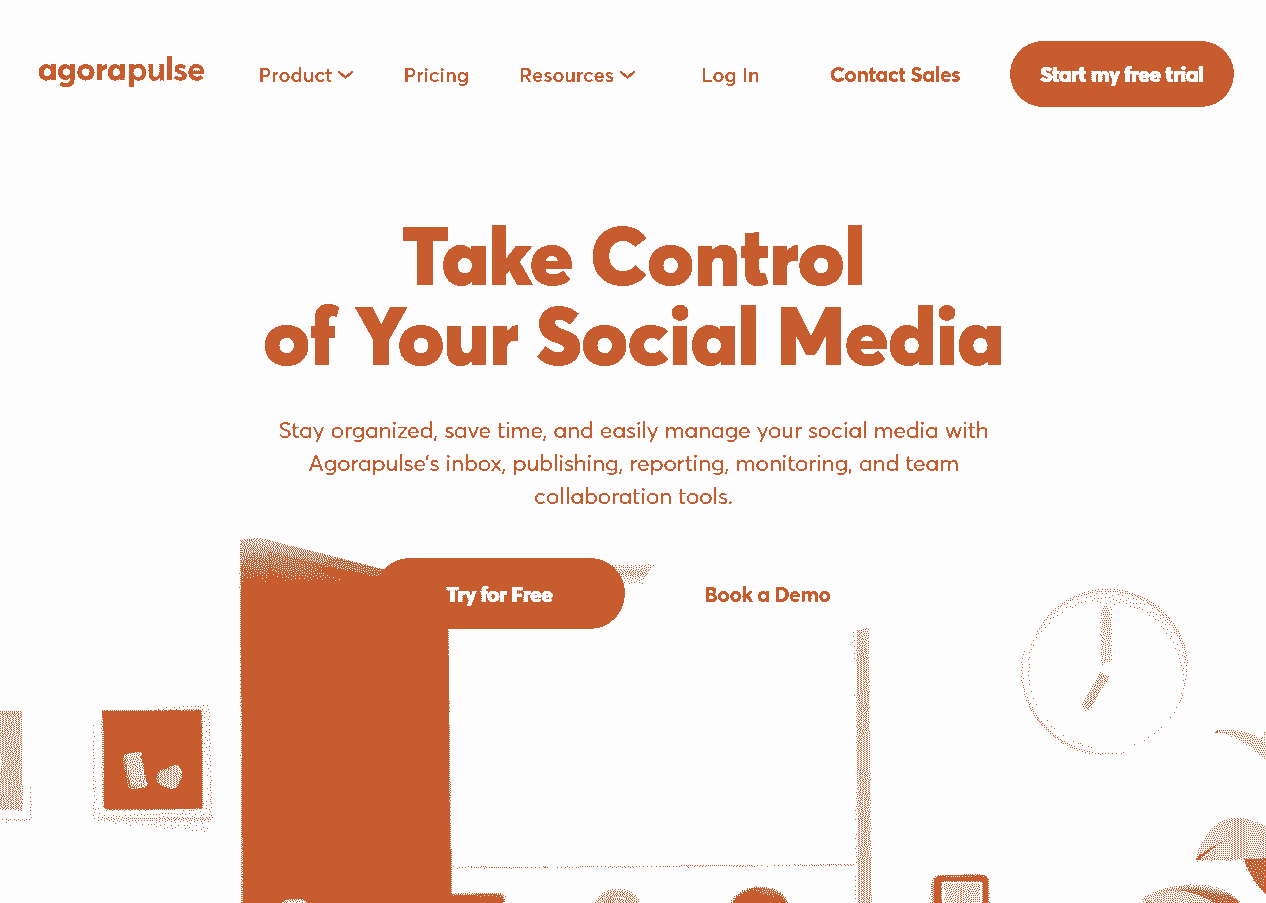 agorapulse
Product
Pricing
Resources
Log In
Contact Sales
Start my free trial
Take Control
of Your Social Media
Stay organized, save time, and easily manage your social media with
Agorapulse's inbox, publishing, reporting, monitoring, and team
collaboration tools.
Try for Free
Book a Demo